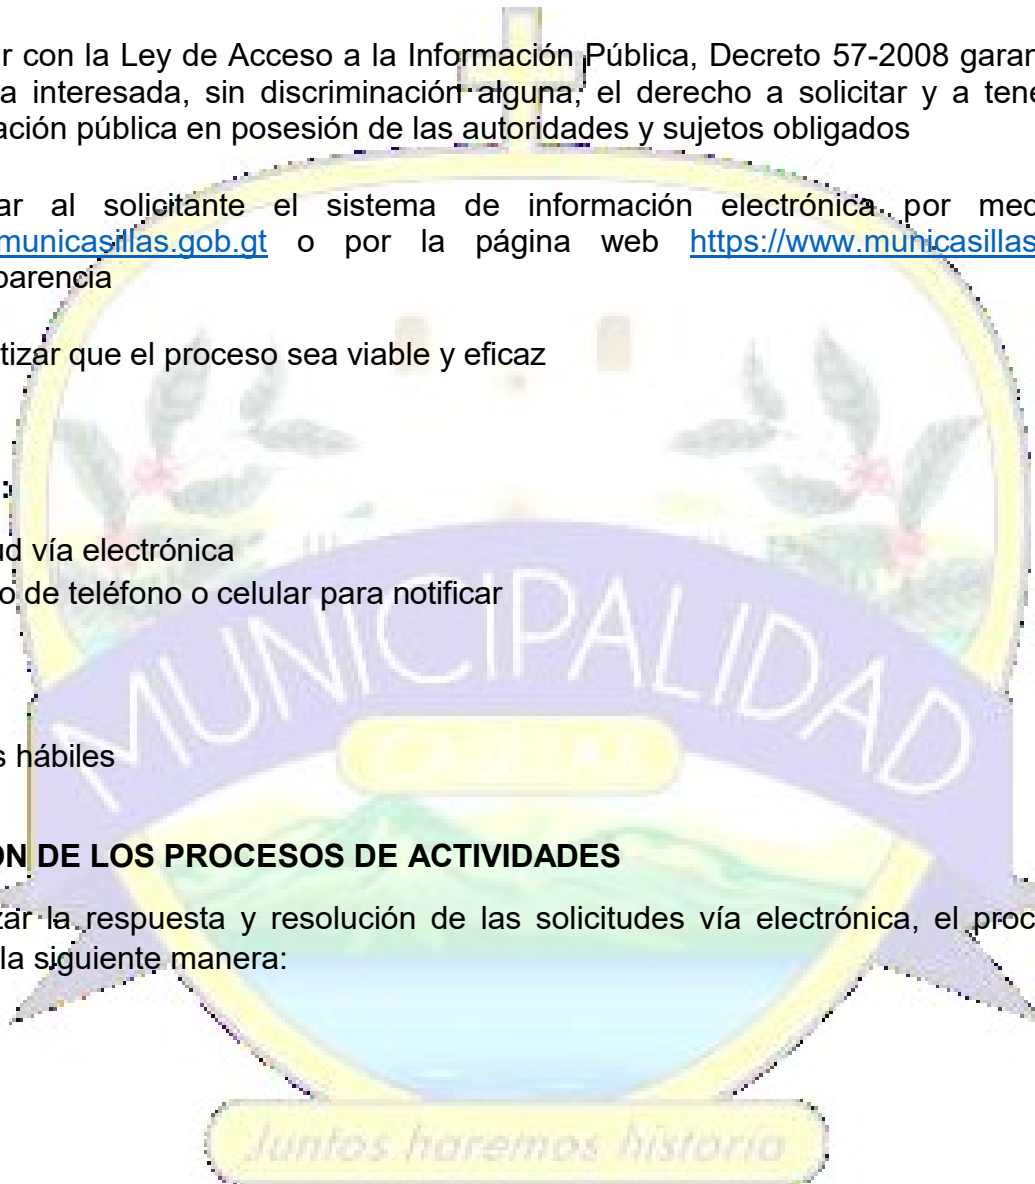 r con la Ley de Acceso a la Información Pública, Decreto 57-2008 garan
a interesada, sin discriminación alguna, el derecho a solicitar y a tene
ación pública en posesión de las autoridades y sujetos obligados
ar al solicitante el sistema de información electrónica por med
municasillas.gob.gt o por la página web https://www.municasillas
parencia
tizar que el proceso sea viable y eficaz
:
ud vía electrónica
o de teléfono o celular para notificar
MUNICIPALIDAD
CASILLAS
s hábiles
ÓN DE LOS PROCESOS DE ACTIVIDADES
zar la respuesta y resolución de las solicitudes vía electrónica, el proc
la siguiente manera:
Juntos haremos historia